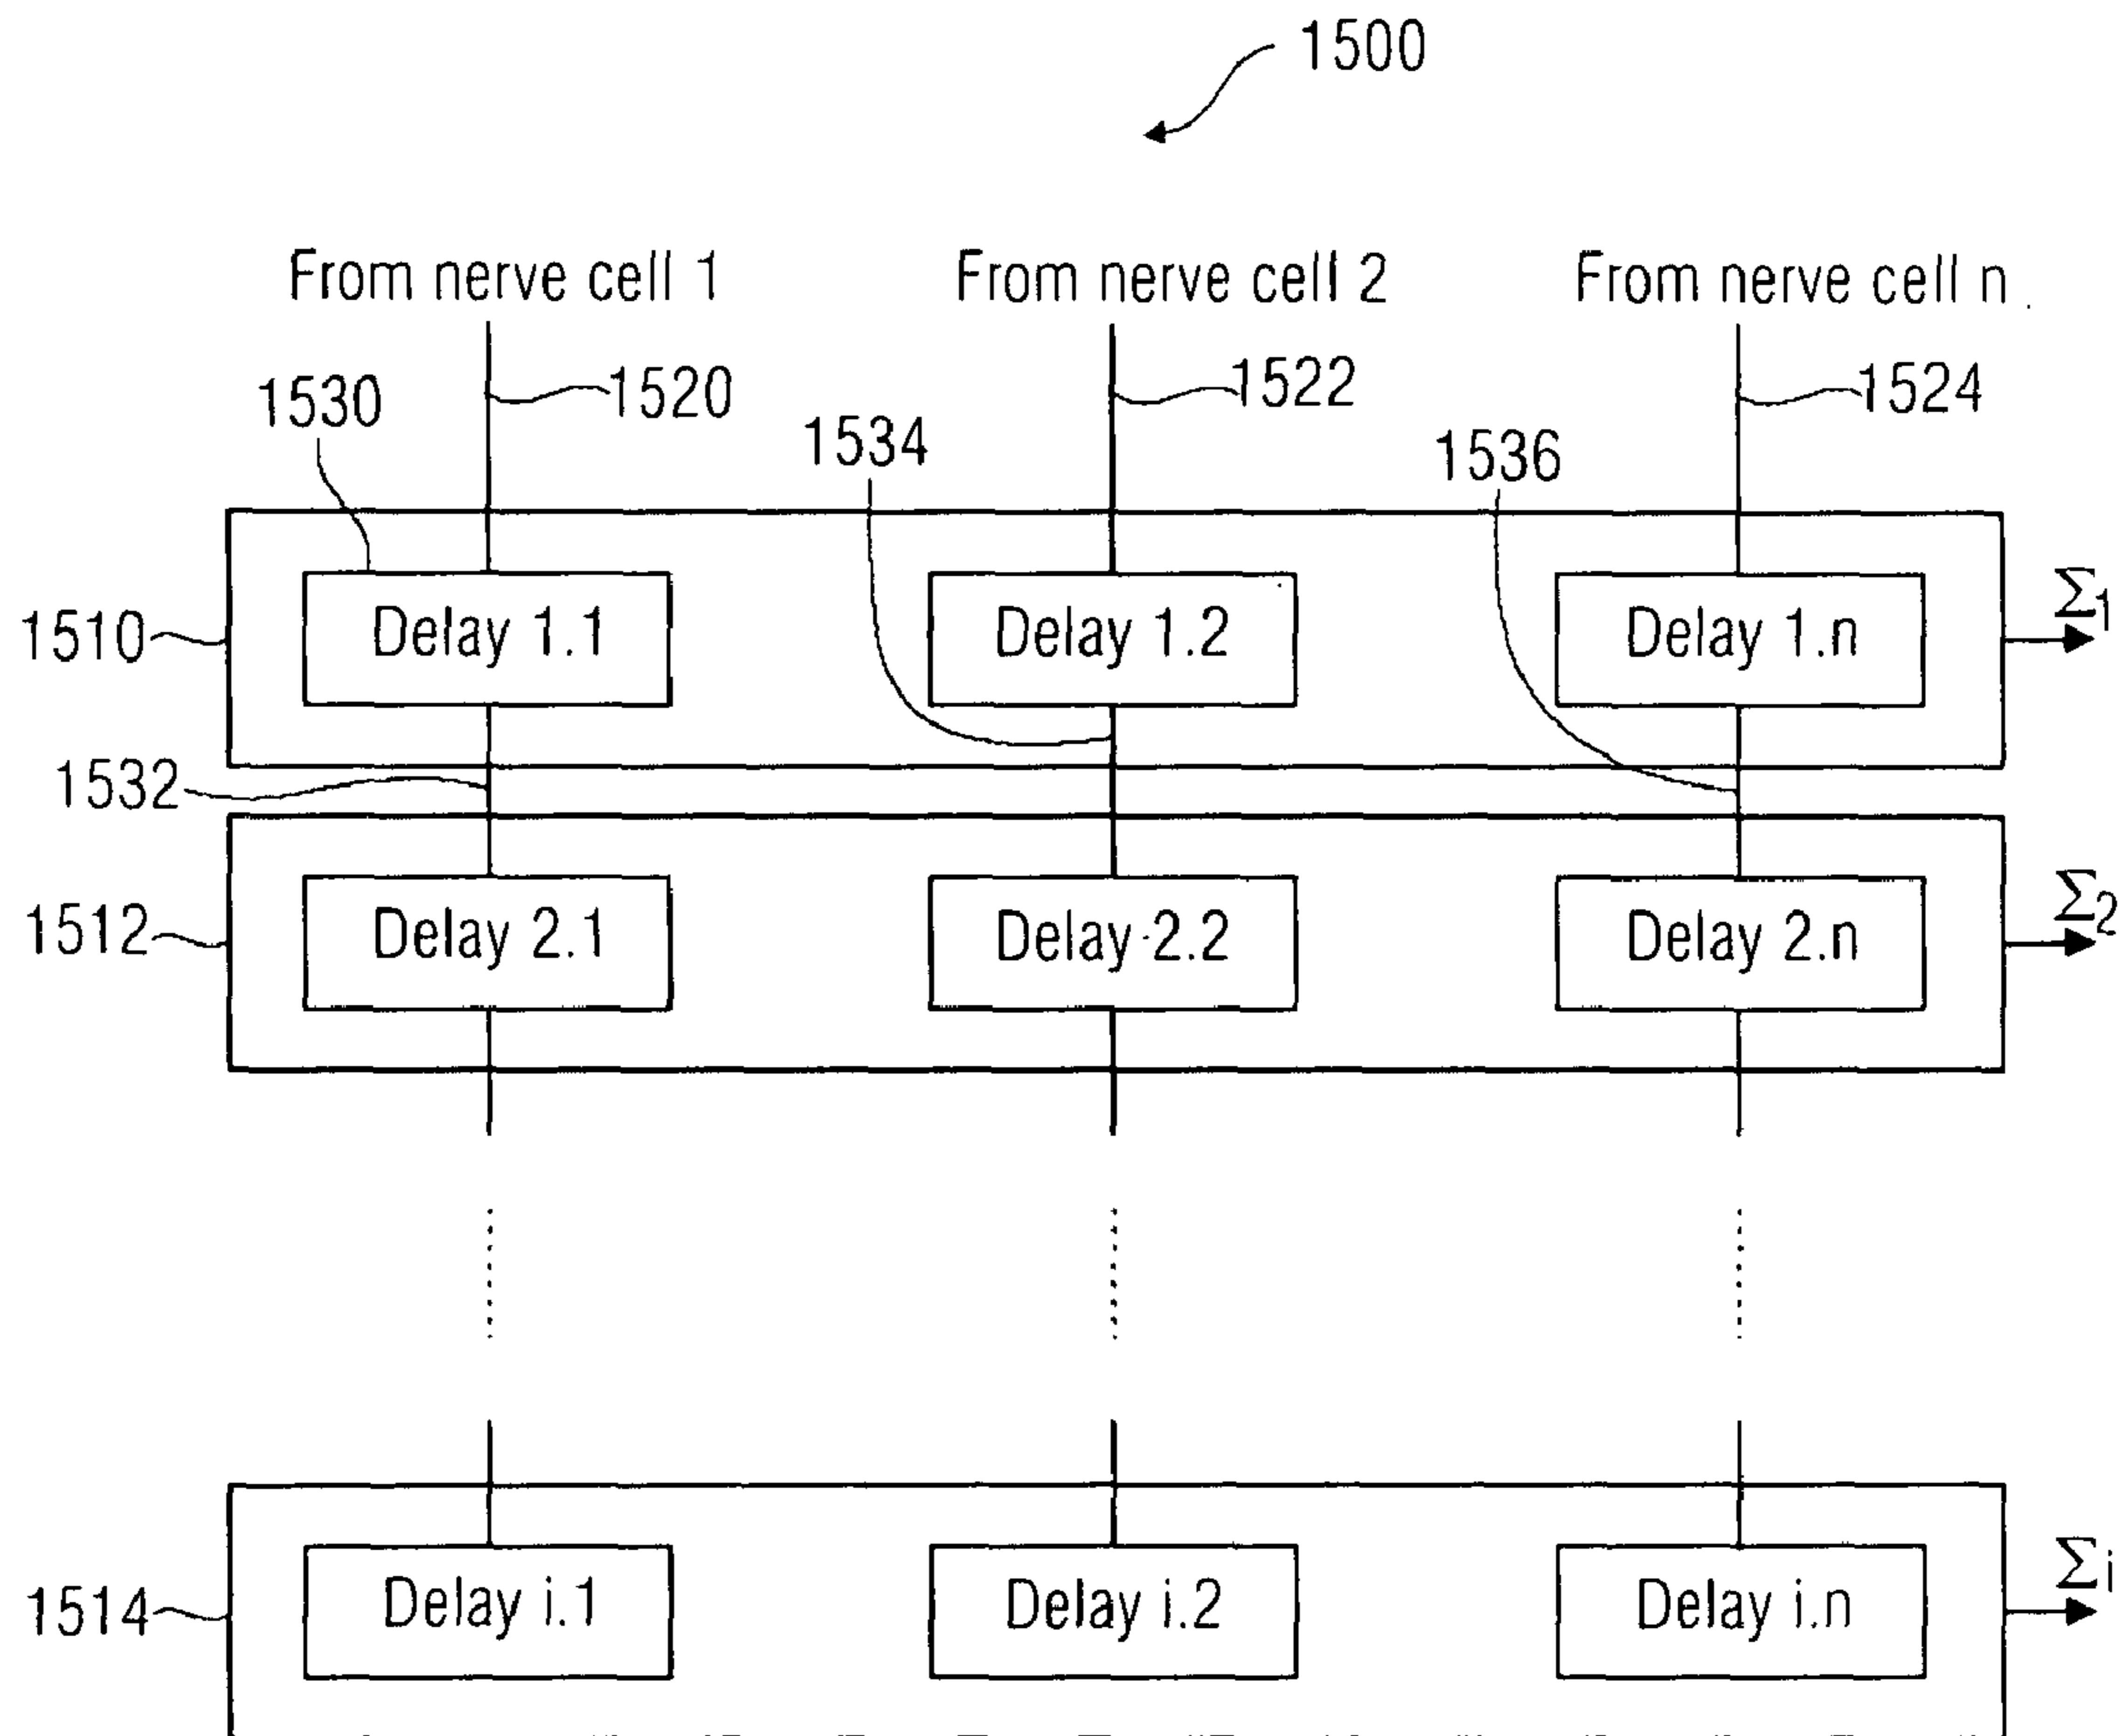 1500
From nerve cell 1 From nerve cell 2 From nerve cell n
1530 1520 1534 1522 1536 1524
1510 Delay 1.1 Delay 1.2 Delay 1.n Σ1
1532
1512 Delay 2.1 Delay 2.2 Delay 2.n Σ2
1514 Delay i.1 Delay i.2 Delay i.n Σi